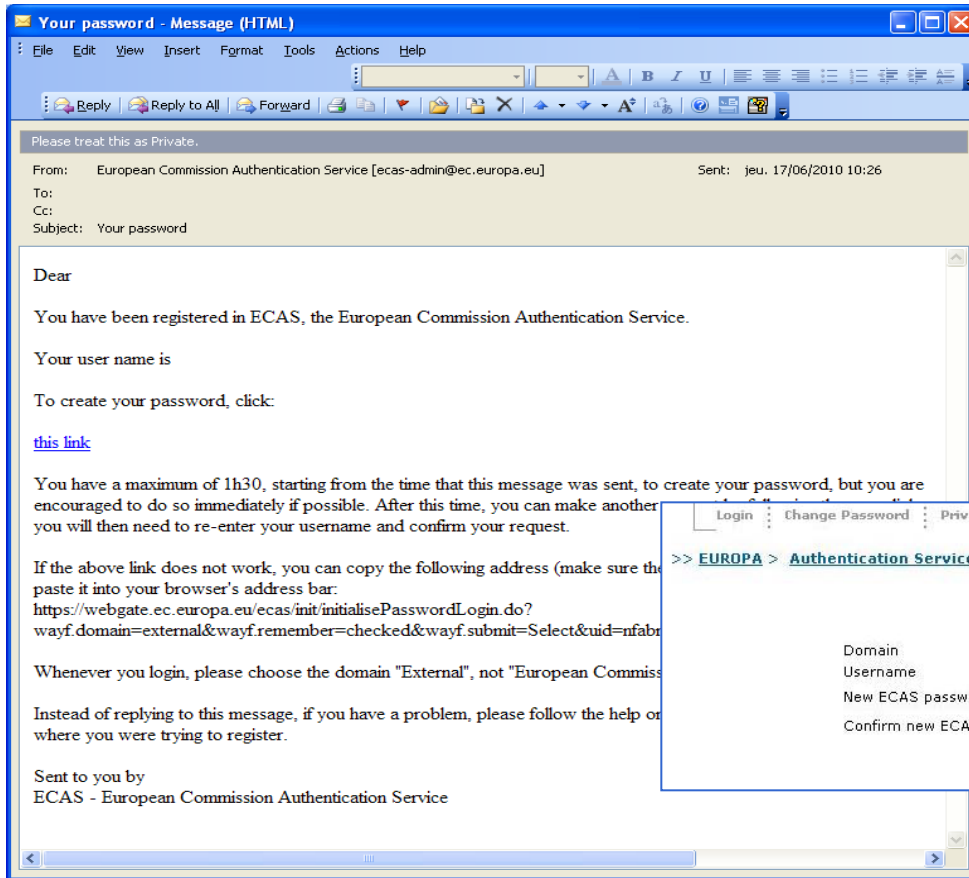 Your password - Message (HTML)
File Edit View Insert Format Tools Actions Help
A B I U
Reply Reply to All Forward
Please treat this as Private.
From: European Commission Authentication Service [ecas-admin@ec.europa.eu] Sent: jeu. 17/06/2010 10:26
To:
Cc:
Subject: Your password
Dear
You have been registered in ECAS, the European Commission Authentication Service.
Your user name is
To create your password, click:
this link
You have a maximum of 1h30, starting from the time that this message was sent, to create your password, but you are
encouraged to do so immediately if possible. After this time, you can make another
you will then need to re-enter your username and confirm your request.
If the above link does not work, you can copy the following address (make sure the
paste it into your browser's address bar:
https://webgate.ec.europa.eu/ecas/init/initialisePasswordLogin.do?
wayf.domain=external&wayf.remember=checked&wayf.submit=Select&uid=nfabr
Whenever you login, please choose the domain "External", not "European Commiss
Instead of replying to this message, if you have a problem, please follow the help or
where you were trying to register.
Sent to you by
ECAS - European Commission Authentication Service
Login Change Password Priv
>> EUROPA > Authentication Service
Domain
Username
New ECAS passw
Confirm new ECA